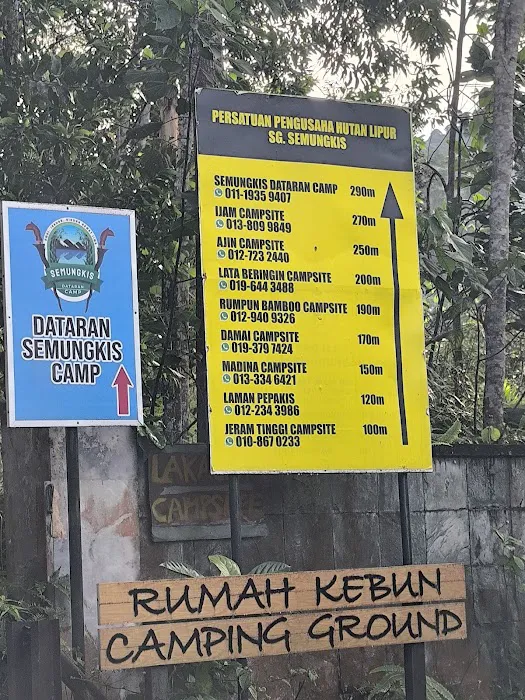 SEMUNGKIS
DATARAN
CAMP
DATARAN
SEMUNGKIS
CAMP
PERSATUAN PENGUSAHA HUTAN LIPUR
SG. SEMUNGKIS
SEMUNGKIS DATARAN CAMP 290m
011-1935 9407
IJAM CAMPSITE 270m
013-809 9849
AJIN CAMPSITE 250m
012-723 2440
LATA BERINGIN CAMPSITE 200m
019-644 3488
RUMPUN BAMBOO CAMPSITE 190m
012-940 9326
DAMAI CAMPSITE 170m
019-379 7424
MADINA CAMPSITE 150m
013-334 6421
LAMAN PEPAKIS 120m
012-234 3986
JERAM TINGGI CAMPSITE 100m
010-867 0233
CAMPSITE
RUMAH KEBUN
CAMPING GROUND